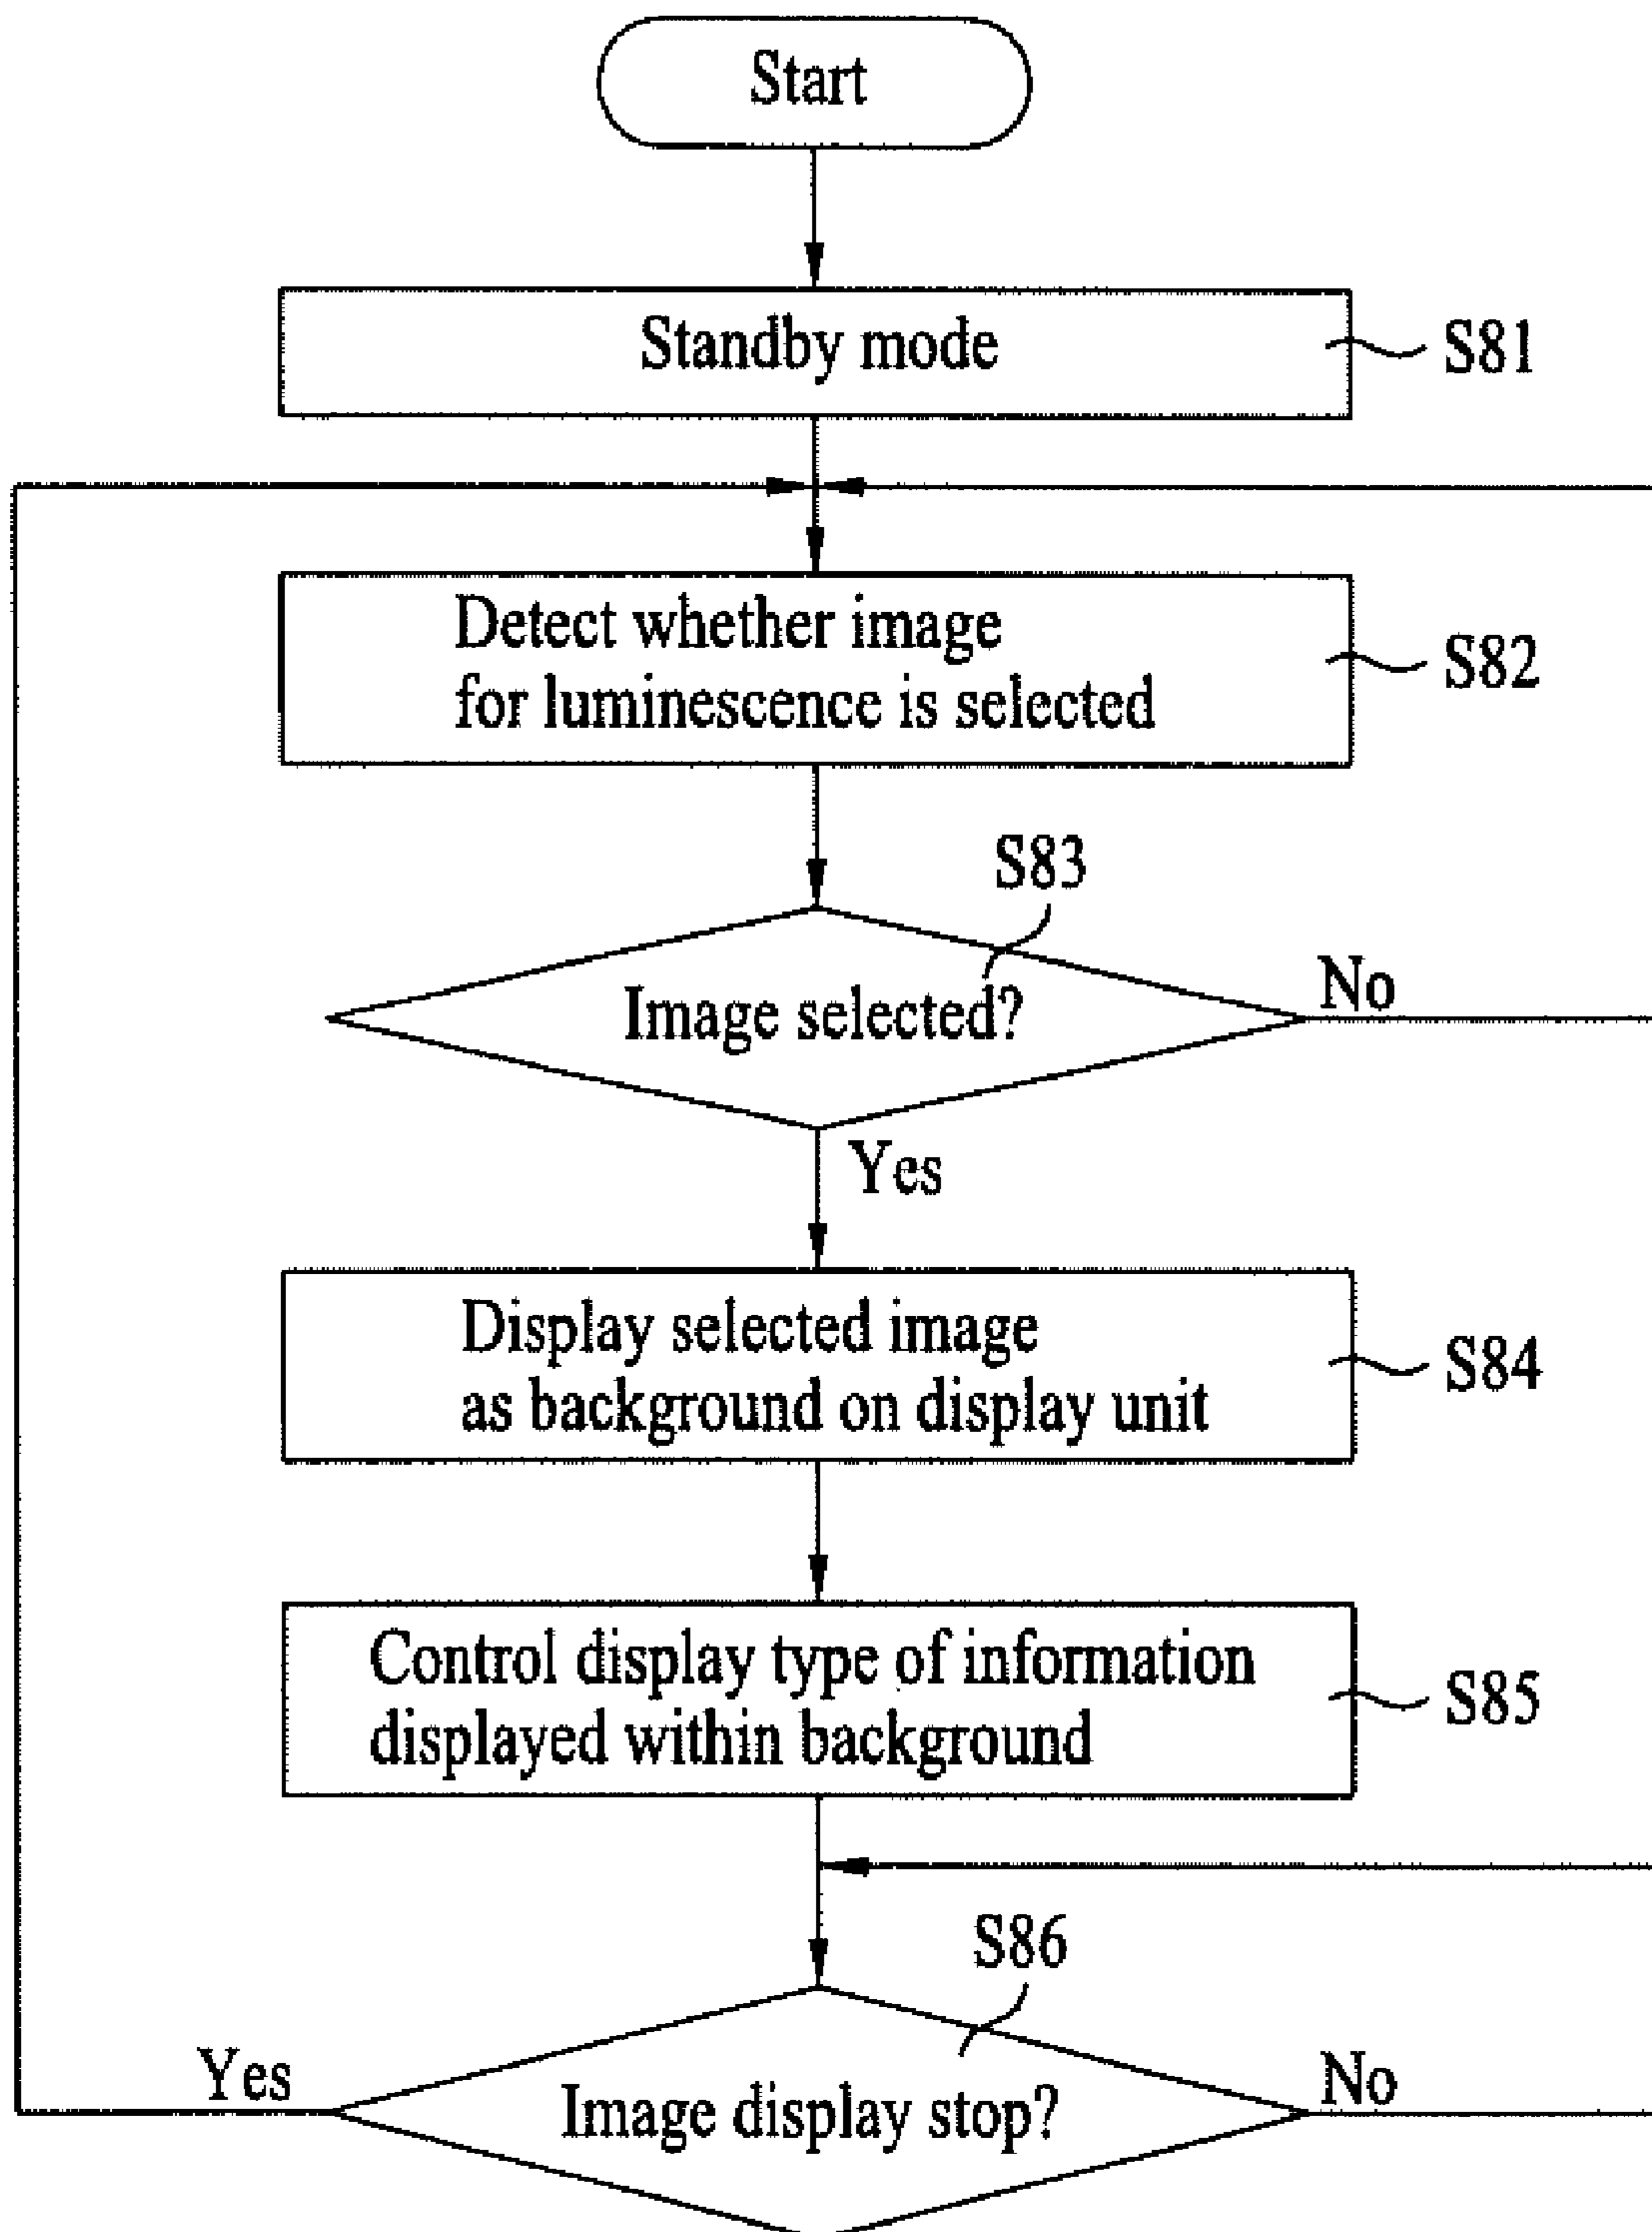 Start
Standby mode
S81
Detect whether image
for luminescence is selected
S82
S83
Image selected?
No
Yes
Display selected image
as background on display unit
S84
Control display type of information
displayed within background
S85
S86
Yes
Image display stop?
No